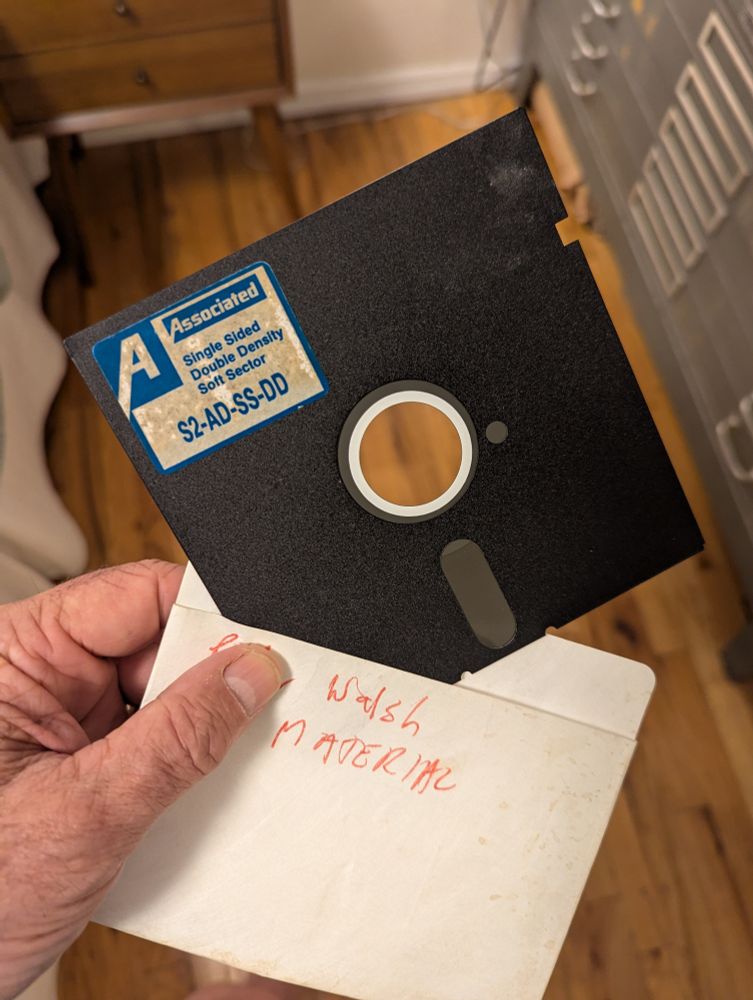 A Associated
Single Sided
Double Density
Soft Sector
S2-AD-SS-DD
Walsh
MATERIAL